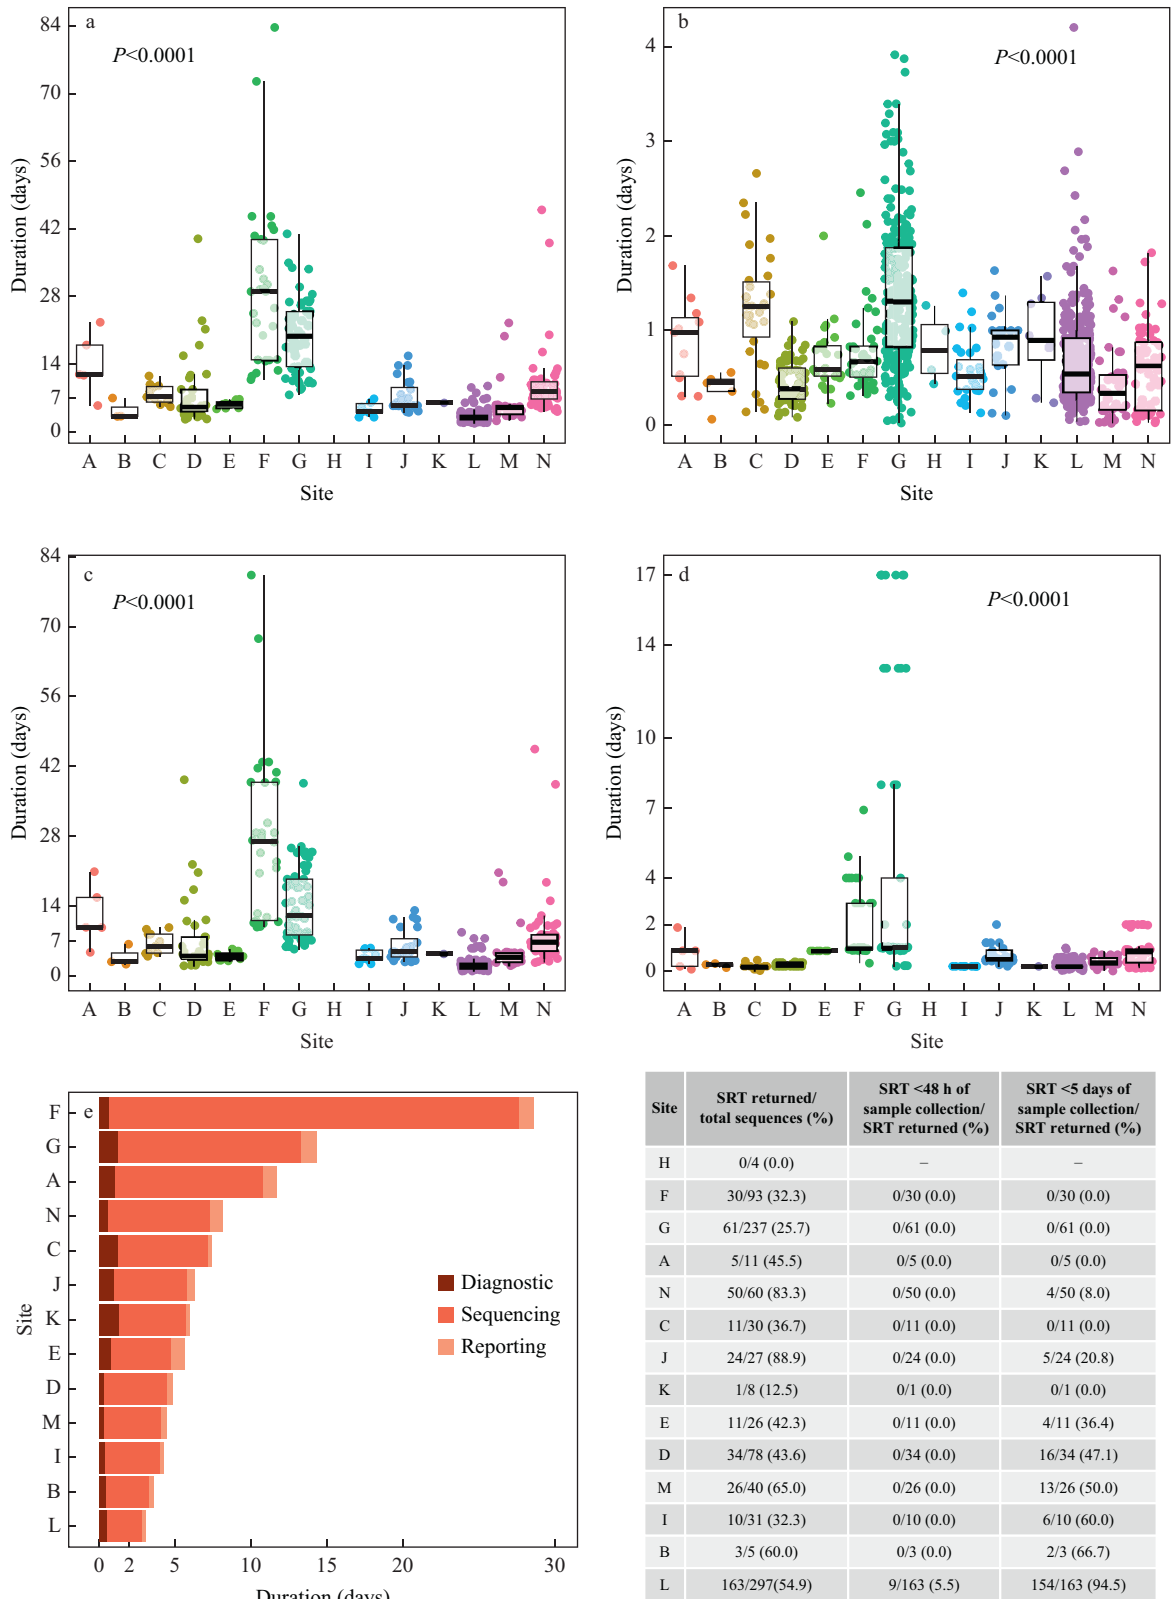 a
P<0.0001
84
70
56
42
28
14
7
0
Duration (days)
A B C D E F G H I J K L M N
Site
b
P<0.0001
4
3
2
1
0
Duration (days)
A B C D E F G H I J K L M N
Site
c
P<0.0001
84
70
56
42
28
14
7
0
Duration (days)
A B C D E F G H I J K L M N
Site
d
P<0.0001
17
14
10
7
4
2
0
Duration (days)
A B C D E F G H I J K L M N
Site
e
F
G
A
N
C
J
K
E
D
M
I
B
L
Site
Diagnostic
Sequencing
Reporting
0 2 5 10 15 20 30
Duration (days)
Site SRT returned/ total sequences (%) SRT <48 h of sample collection/ SRT returned (%) SRT <5 days of sample collection/ SRT returned (%)
H 0/4 (0.0) – –
F 30/93 (32.3) 0/30 (0.0) 0/30 (0.0)
G 61/237 (25.7) 0/61 (0.0) 0/61 (0.0)
A 5/11 (45.5) 0/5 (0.0) 0/5 (0.0)
N 50/60 (83.3) 0/50 (0.0) 4/50 (8.0)
C 11/30 (36.7) 0/11 (0.0) 0/11 (0.0)
J 24/27 (88.9) 0/24 (0.0) 5/24 (20.8)
K 1/8 (12.5) 0/1 (0.0) 0/1 (0.0)
E 11/26 (42.3) 0/11 (0.0) 4/11 (36.4)
D 34/78 (43.6) 0/34 (0.0) 16/34 (47.1)
M 26/40 (65.0) 0/26 (0.0) 13/26 (50.0)
I 10/31 (32.3) 0/10 (0.0) 6/10 (60.0)
B 3/5 (60.0) 0/3 (0.0) 2/3 (66.7)
L 163/297(54.9) 9/163 (5.5) 154/163 (94.5)